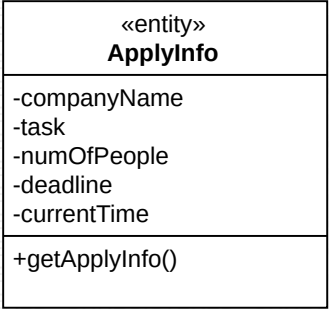 «entity»
ApplyInfo
-companyName
-task
-numOfPeople
-deadline
-currentTime
+getApplyInfo()